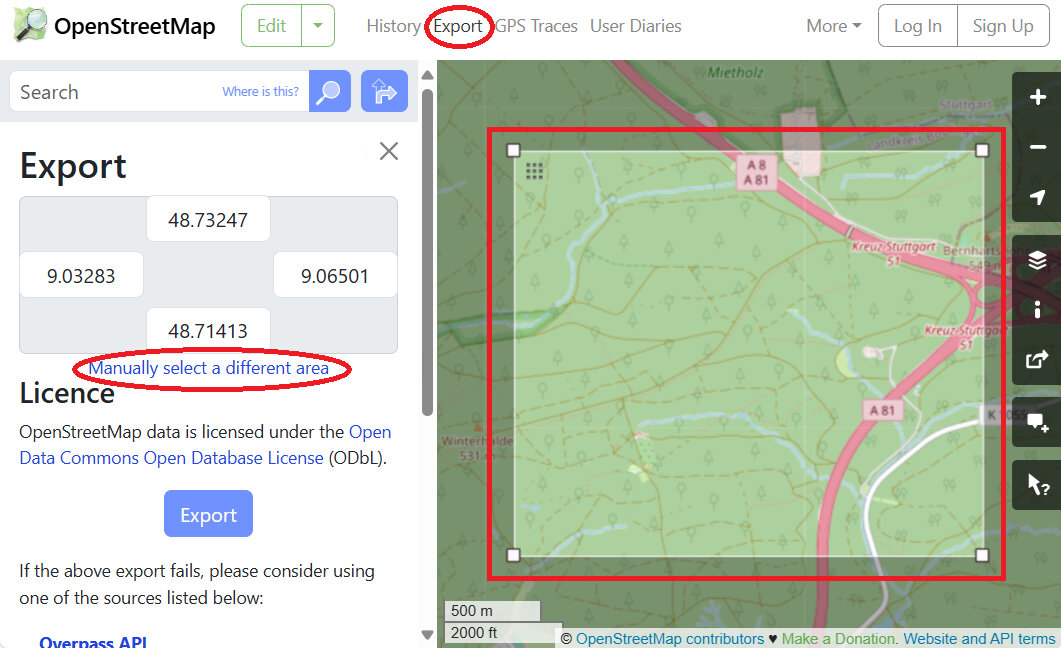 OpenStreetMap
Edit
History Export GPS Traces User Diaries
More
Log In
Sign Up
Search
Where is this?
Export
48.73247
9.03283
9.06501
48.71413
Manually select a different area
Licence
OpenStreetMap data is licensed under the Open
Data Commons Open Database License (ODbL).
Export
If the above export fails, please consider using
one of the sources listed below:
Overpass API
Mietholz
Stuttgart
Landkreis Böblingen
A 8
A 81
Kreuz Stuttgart
51
549 m
Kreuz Stuttgart
51
A 81
K 1055
Winterhalde
531 m
500 m
2000 ft
© OpenStreetMap contributors ♥ Make a Donation. Website and API terms